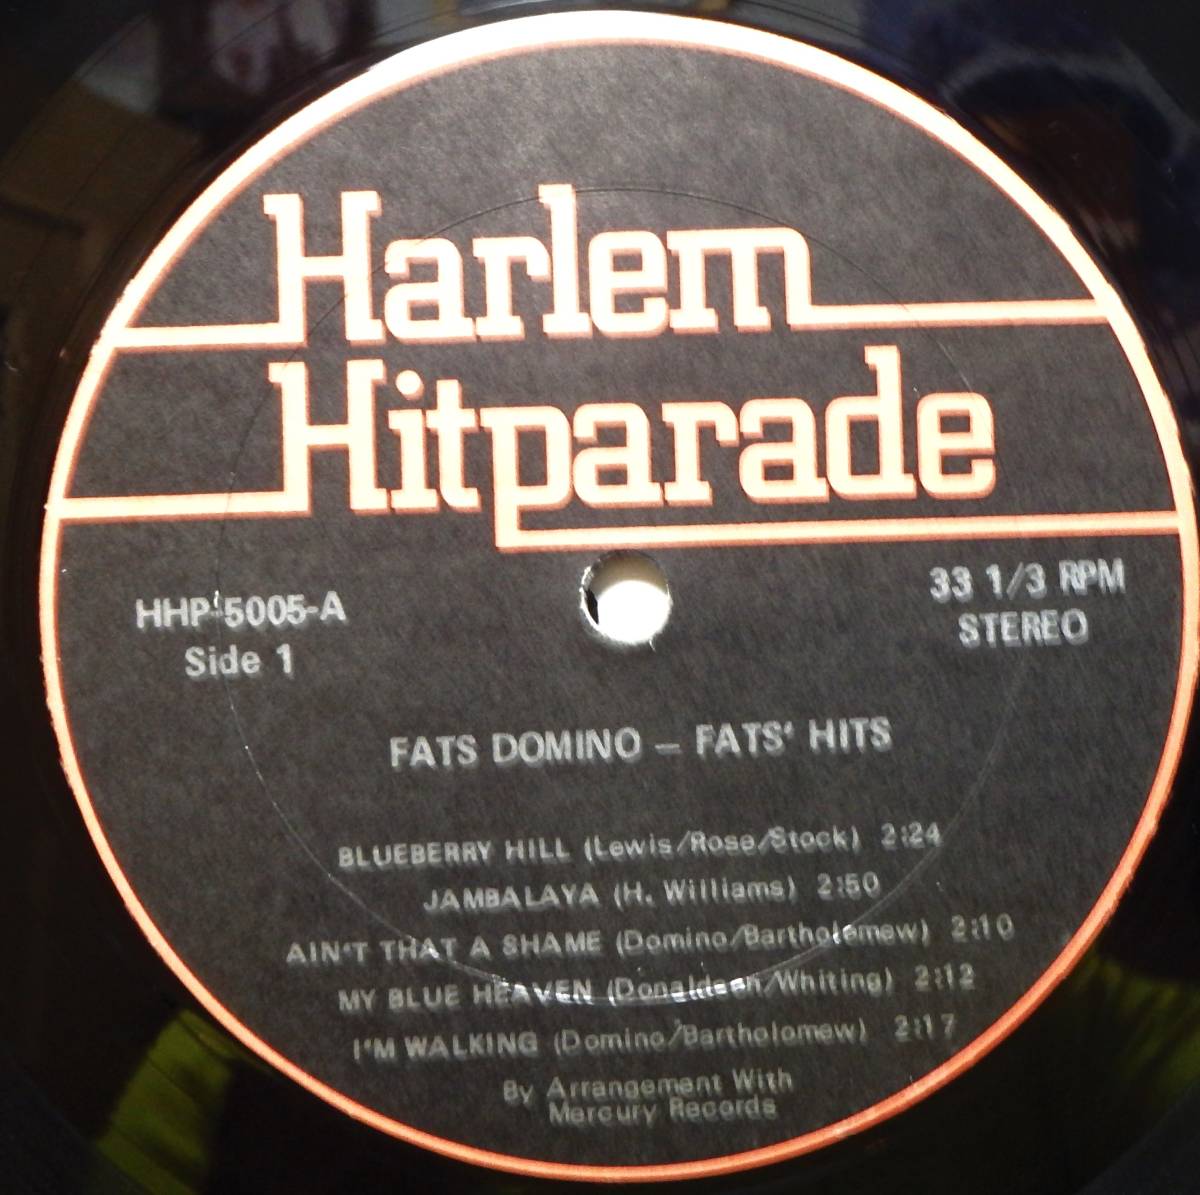 Harlem
Hitparade
HHP-5005-A
Side 1
33 1/3 RPM
STEREO
FATS DOMINO — FATS' HITS
BLUEBERRY HILL (Lewis/Rose/Stock) 2:24
JAMBALAYA (H. Williams) 2:50
AIN'T THAT A SHAME (Domino/Bartholomew) 2:10
MY BLUE HEAVEN (Donaldson/Whiting) 2:12
I'M WALKING (Domino/Bartholomew) 2:17
By Arrangement With
Mercury Records